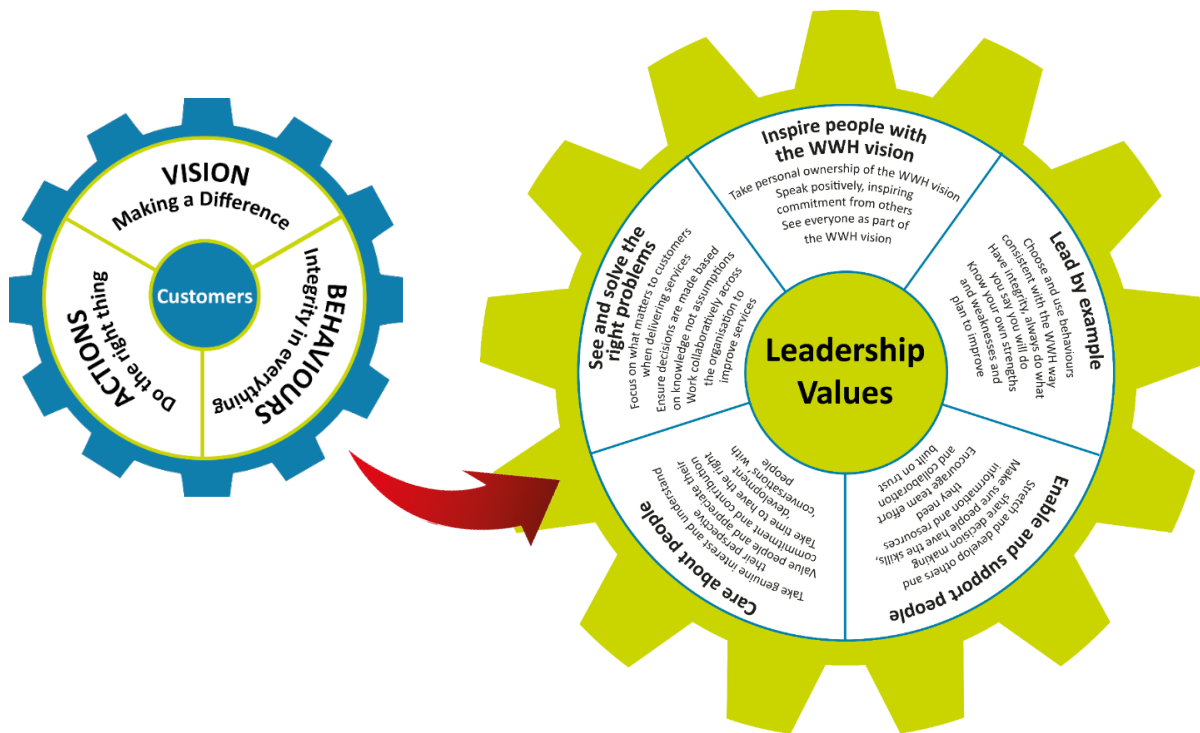 VISION
Making a Difference
BEHAVIOURS
Integrity in everything
ACTIONS
Do the right thing
Customers
Inspire people with
the WWH vision
Take personal ownership of the WWH vision
Speak positively, inspiring
commitment from others
See everyone as part of
the WWH vision
Lead by example
Choose and use behaviours
consistent with the WWH way
Have integrity, always do what
you say you will do
Know your own strengths
and weaknesses and
plan to improve
Enable and support people
Stretch and develop others and
share decision making
Make sure people have the skills,
information and resources
they need
Encourage team effort
and collaboration
built on trust
Care about people
Take genuine interest and understand
their perspective
Value people and appreciate their
commitment and contribution
Take time to have the right
‘development
conversations’ with
people
See and solve the
right problems
Focus on what matters to customers
when delivering services
Ensure decisions are made based
on knowledge not assumptions
Work collaboratively across
the organisation to
improve services
Leadership
Values